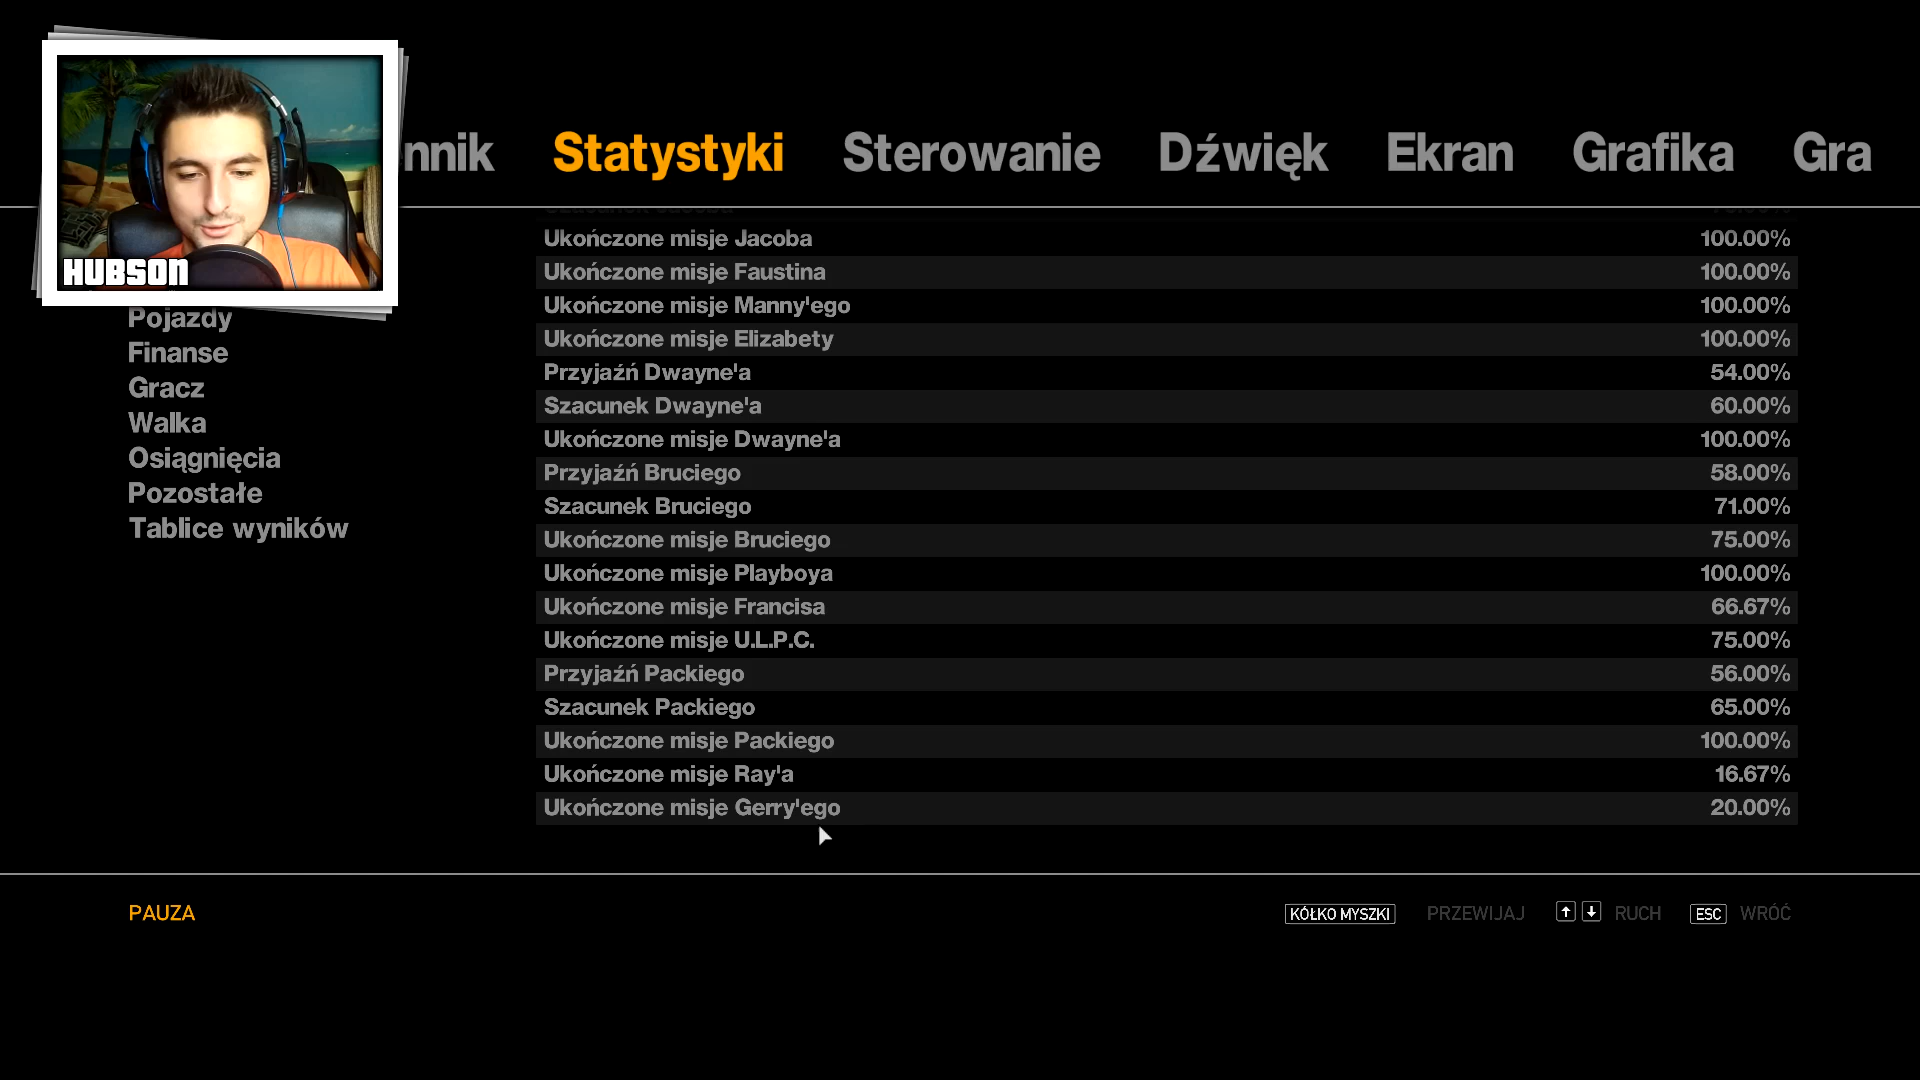 nnik Statystyki Sterowanie Dźwięk Ekran Grafika Gra
HUBSON
Pojazdy
Finanse
Gracz
Walka
Osiągnięcia
Pozostałe
Tablice wyników
Ukończone misje Jacoba 100.00%
Ukończone misje Faustina 100.00%
Ukończone misje Manny'ego 100.00%
Ukończone misje Elizabety 100.00%
Przyjaźń Dwayne'a 54.00%
Szacunek Dwayne'a 60.00%
Ukończone misje Dwayne'a 100.00%
Przyjaźń Bruciego 58.00%
Szacunek Bruciego 71.00%
Ukończone misje Bruciego 75.00%
Ukończone misje Playboya 100.00%
Ukończone misje Francisa 66.67%
Ukończone misje U.L.P.C. 75.00%
Przyjaźń Packiego 56.00%
Szacunek Packiego 65.00%
Ukończone misje Packiego 100.00%
Ukończone misje Ray'a 16.67%
Ukończone misje Gerry'ego 20.00%
PAUZA
KÓŁKO MYSZKI PRZEWIJAJ RUCH ESC WRÓĆ